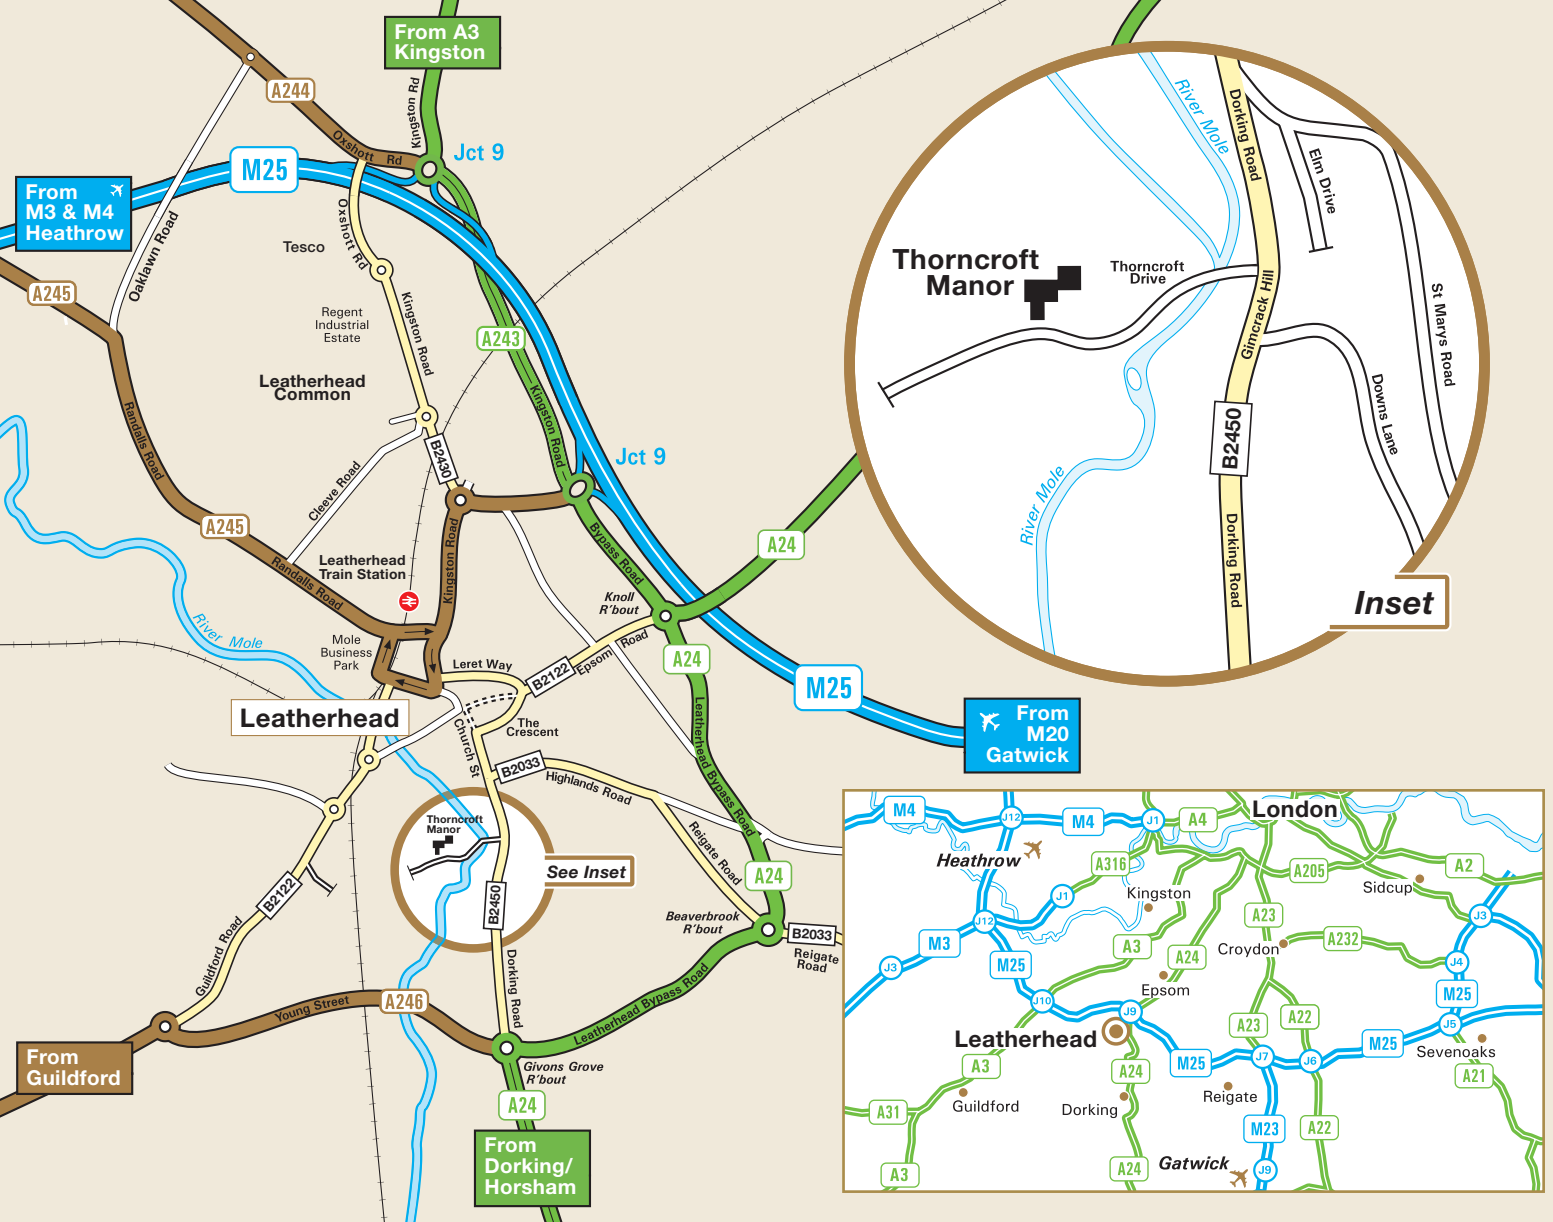 From A3
Kingston
A244
Kingston Rd
Oxshott Rd
Jct 9
M25
From
M3 & M4
Heathrow
Oaklawn Road
Oxshott Rd
Tesco
A245
Regent
Industrial
Estate
Kingston Road
A243
Leatherhead
Common
Kingston Road
Randalls Road
B2430
Jct 9
Cleeve Road
A245
Randalls Road
Leatherhead
Train Station
Kingston Road
Bypass Road
A24
Knoll
R'bout
River Mole
Mole
Business
Park
Leret Way
B2122
Epsom Road
A24
M25
Leatherhead
Church St
The
Crescent
Leatherhead Bypass Road
From
M20
Gatwick
B2033
Highlands Road
Thorncroft
Manor
Reigate Road
See Inset
A24
B2122
B2450
Beaverbrook
R'bout
B2033
Reigate
Road
Guildford Road
Dorking Road
Young Street
A246
Leatherhead Bypass Road
From
Guildford
Givons Grove
R'bout
A24
From
Dorking/
Horsham
River Mole
Dorking Road
Elm Drive
Thorncroft
Manor
Thorncroft
Drive
Gimcrack Hill
St Marys Road
Downs Lane
B2450
River Mole
Dorking Road
Inset
M4
J12
M4
J1
A4
London
Heathrow
A316
A205
A2
Sidcup
Kingston
J1
J12
A23
J3
M3
A3
A24
Croydon
A232
J3
M25
J4
Epsom
M25
J10
J9
A23
A22
J5
Leatherhead
M25
Sevenoaks
A3
A24
M25
J7
J6
A21
Guildford
Dorking
Reigate
A31
M23
A22
A3
A24
Gatwick
J9